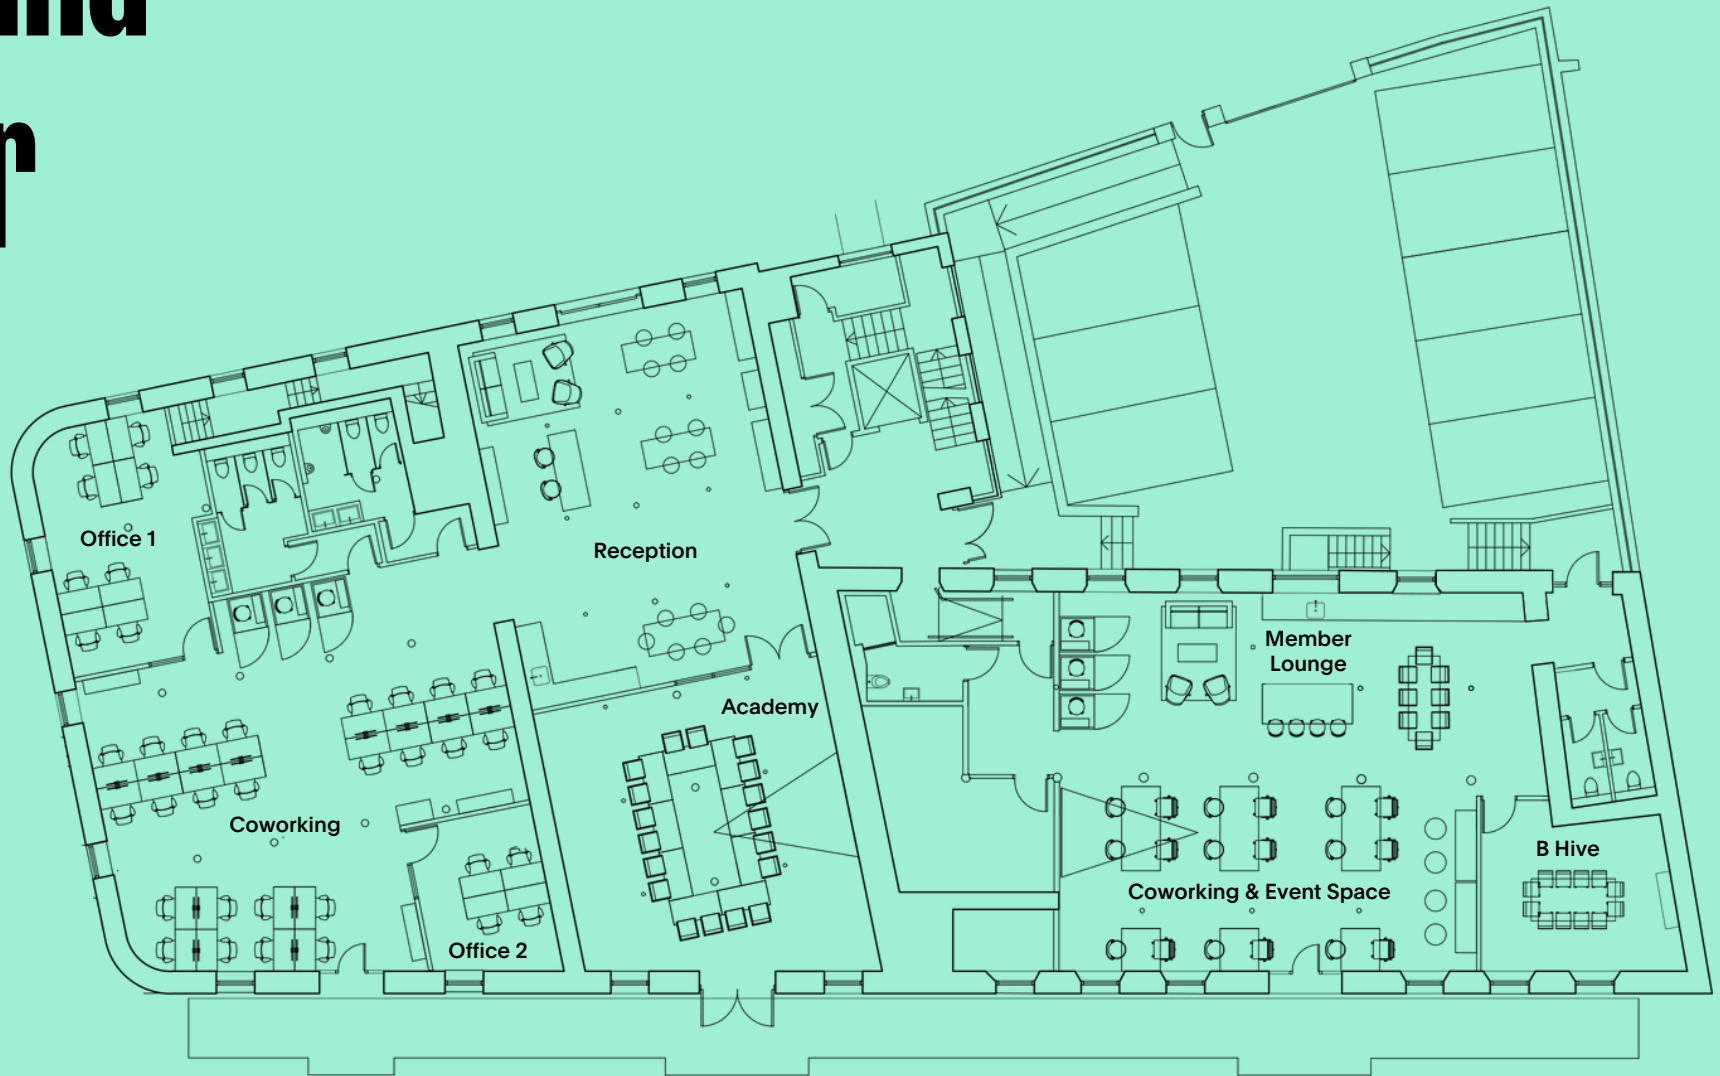 Office 1
Reception
Member
Lounge
Academy
Coworking
B Hive
Coworking & Event Space
Office 2